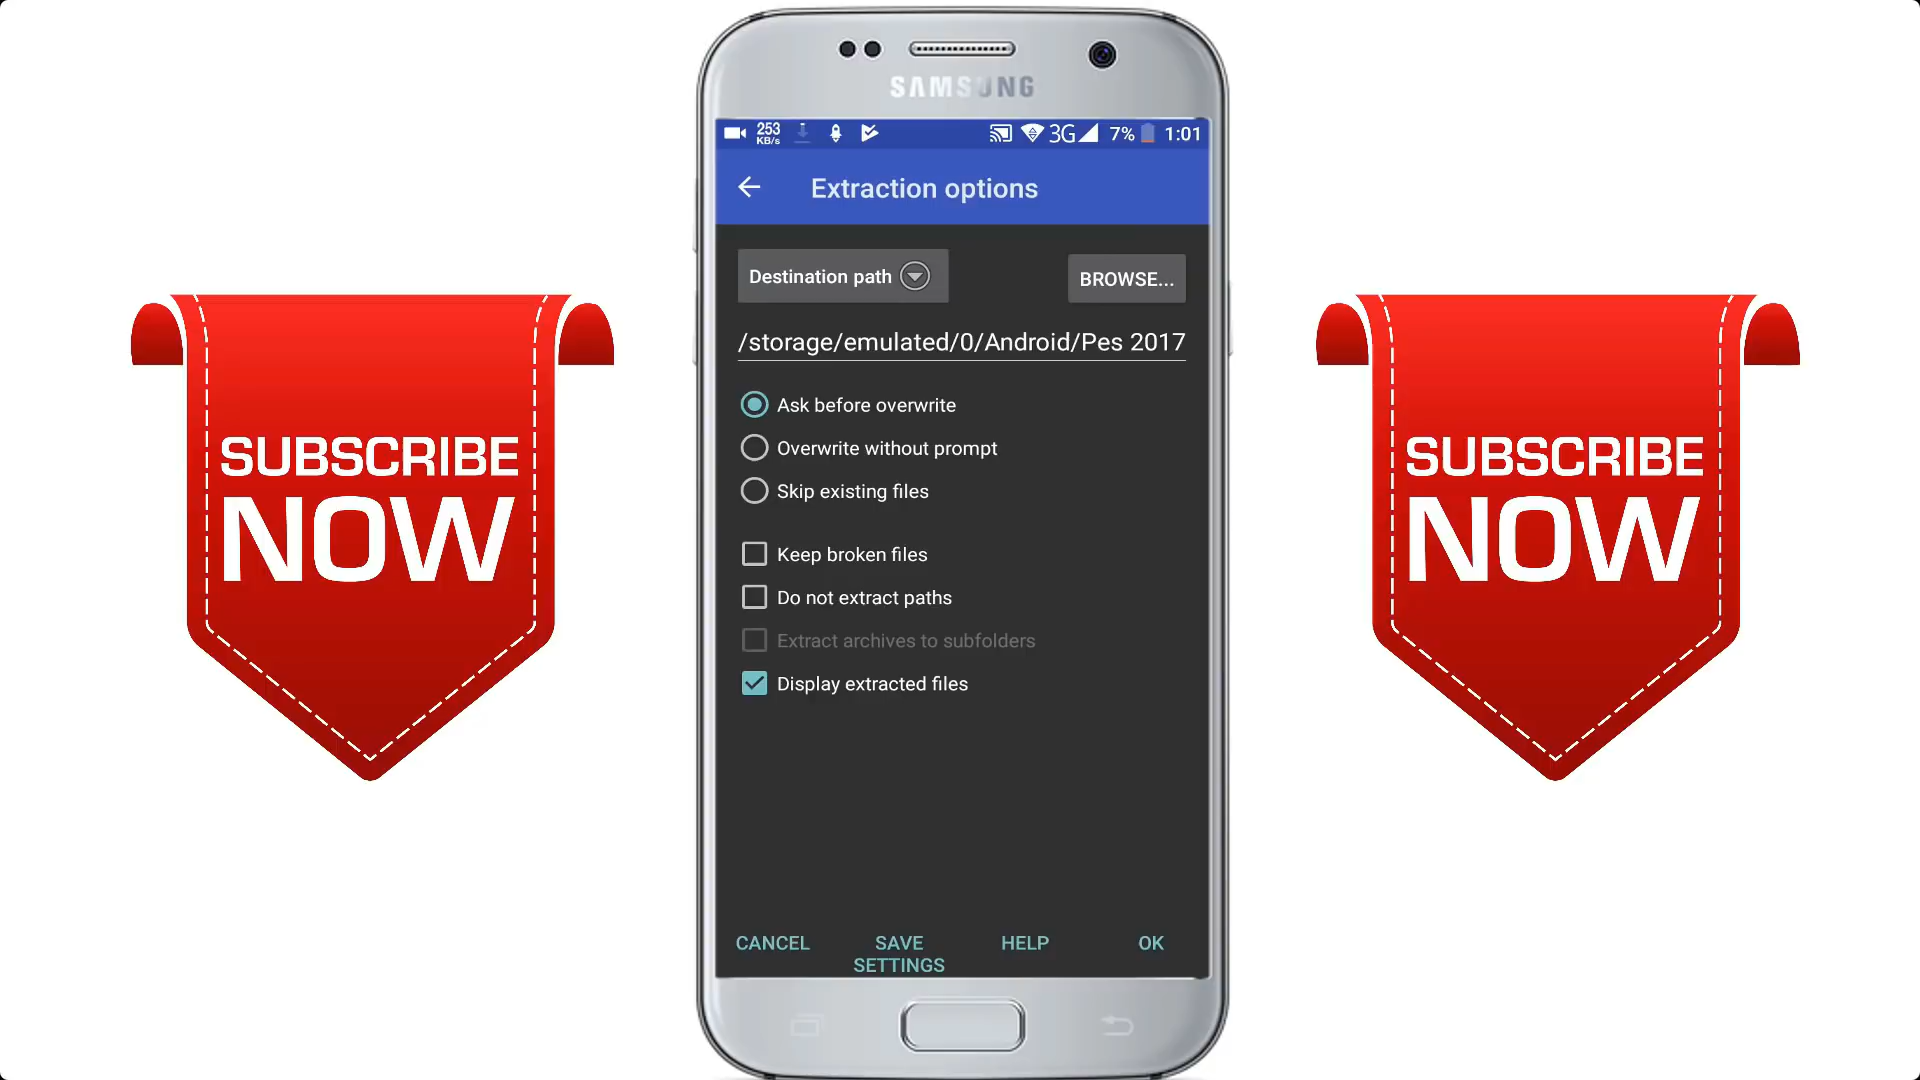 SAMSUNG
253
KB/s
3G 7% 1:01
Extraction options
Destination path
BROWSE...
/storage/emulated/0/Android/Pes 2017
Ask before overwrite
Overwrite without prompt
Skip existing files
Keep broken files
Do not extract paths
Extract archives to subfolders
Display extracted files
CANCEL
SAVE
SETTINGS
HELP
OK
SUBSCRIBE
NOW
SUBSCRIBE
NOW